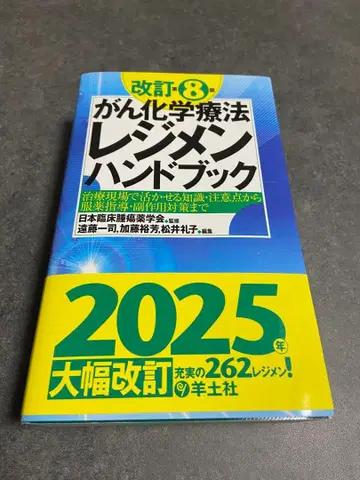 改訂第8版
がん化学療法
レジメン
ハンドブック
治療現場で活かせる知識・注意点から
服薬指導・副作用対策まで
日本臨床腫瘍薬学会●監修
遠藤一司,加藤裕芳,松井礼子●編集
2025年
大幅改訂
充実の262レジメン!
羊土社